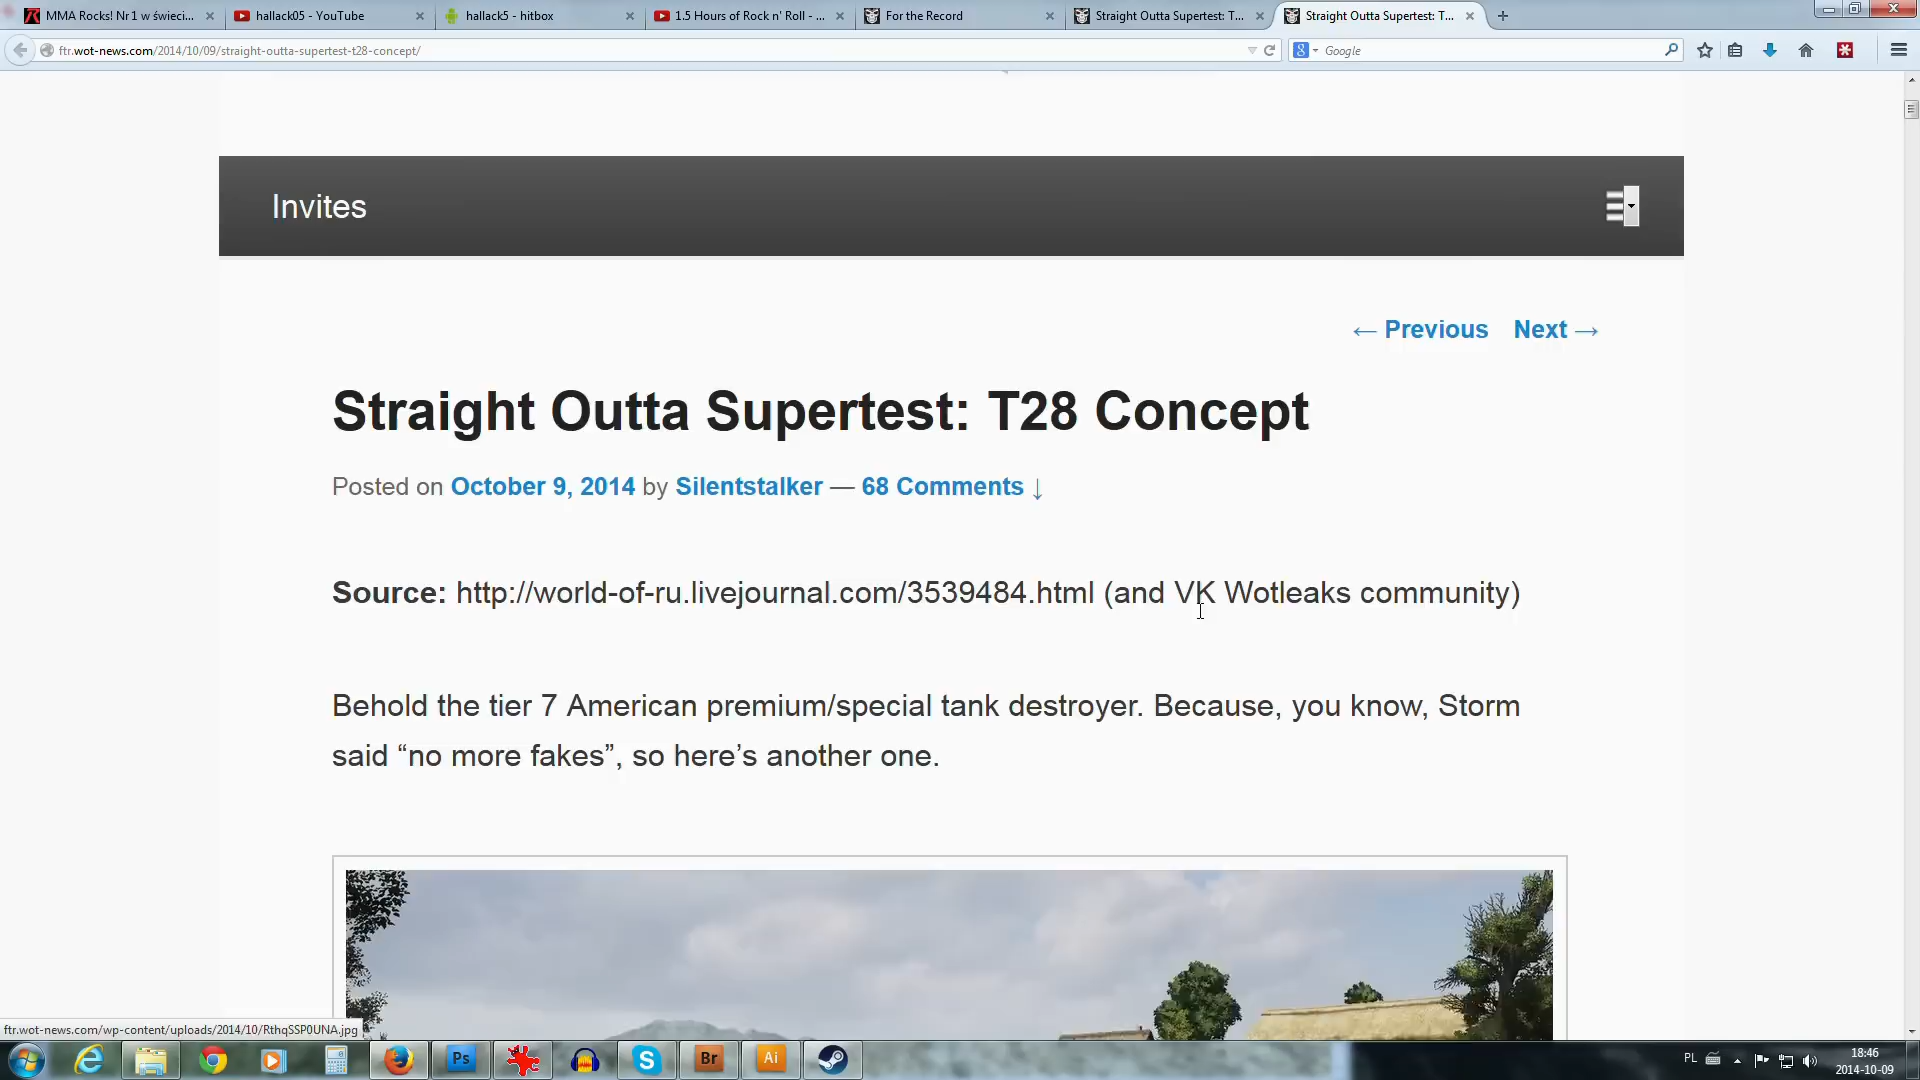 MMA Rocks! Nr 1 w świeci...
hallack05 - YouTube
hallack5 - hitbox
1.5 Hours of Rock n' Roll - ...
For the Record
Straight Outta Supertest: T...
Straight Outta Supertest: T...
ftr.wot-news.com/2014/10/09/straight-outta-supertest-t28-concept/
Google
Invites
← Previous Next →
Straight Outta Supertest: T28 Concept
Posted on October 9, 2014 by Silentstalker — 68 Comments ↓
Source: http://world-of-ru.livejournal.com/3539484.html (and VK Wotleaks community)
Behold the tier 7 American premium/special tank destroyer. Because, you know, Storm
said “no more fakes”, so here’s another one.
ftr.wot-news.com/wp-content/uploads/2014/10/RthqSSP0UNA.jpg
Ps
Br
Ai
PL
18:46
2014-10-09